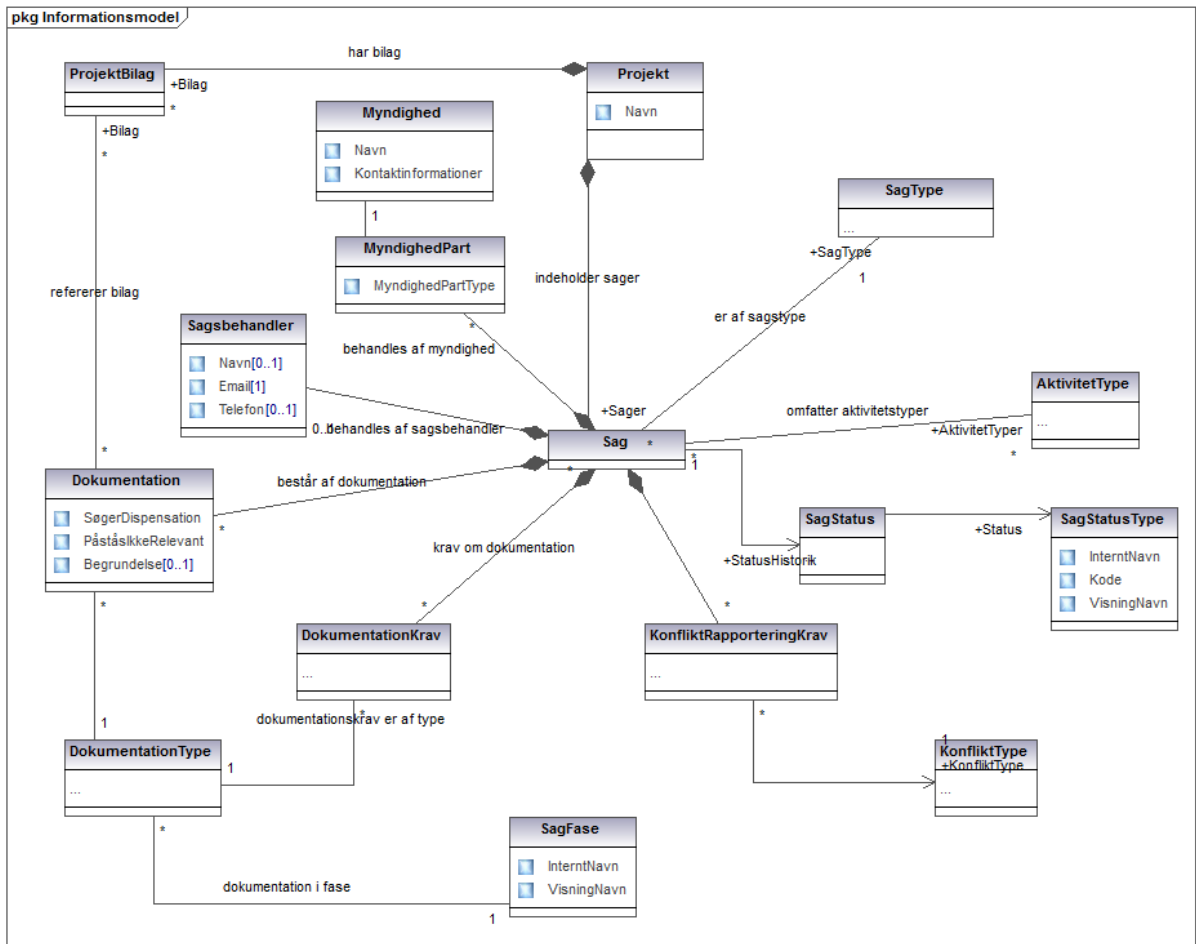 pkg Informationsmodel
har bilag
ProjektBilag
+Bilag
*
+Bilag
*
Projekt
Navn
Myndighed
Navn
Kontaktinformationer
1
MyndighedPart
MyndighedPartType
*
SagType
...
+SagType
1
refererer bilag
indeholder sager
er af sagstype
behandles af myndighed
Sagsbehandler
Navn[0..1]
Email[1]
Telefon[0..1]
behandles af sagsbehandler
+Sager
AktivitetType
...
omfatter aktivitetstyper
+AktivitetTyper
*
Sag
*
*
*
1
*
Dokumentation
SøgerDispensation
PåståsIkkeRelevant
Begrundelse[0..1]
*
består af dokumentation
*
krav om dokumentation
SagStatus
+StatusHistorik
+Status
SagStatusType
InterntNavn
Kode
VisningNavn
*
DokumentationKrav
...
*
KonfliktRapporteringKrav
...
*
dokumentationskrav er af type
*
1
DokumentationType
...
1
*
1
KonfliktType
+KonfliktType
...
SagFase
InterntNavn
VisningNavn
dokumentation i fase
1